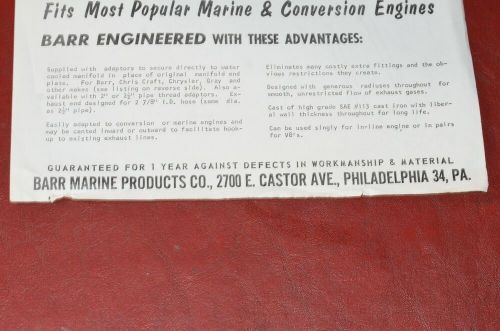 Fits Most Popular Marine & Conversion Engines
BARR ENGINEERED WITH THESE ADVANTAGES:
Supplied with adaptors to secure directly to water
cooled manifold in place of original manifold end
plate. For Barr, Chris Craft, Chrysler, Gray and
other makes (see listing on reverse side). Also a-
vailable with 2" or 2½" pipe thread adaptors. Ex-
haust end designed for 2 7/8" I.D. hose (same dia.
as 2½" pipe).
Easily adapted to conversion or marine engines and
may be canted inward or outward to facilitate hook-
up to existing exhaust lines.
Eliminates many costly extra fittings and the ob-
vious restrictions they create.
Designed with generous radiuses throughout for
smooth, unrestricted flow of exhaust gases.
Cast of high grade SAE #113 cast iron with liber-
al wall thickness throughout for long life.
Can be used singly for in-line engine or in pairs
for V8's.
GUARANTEED FOR 1 YEAR AGAINST DEFECTS IN WORKMANSHIP & MATERIAL
BARR MARINE PRODUCTS CO., 2700 E. CASTOR AVE., PHILADELPHIA 34, PA.